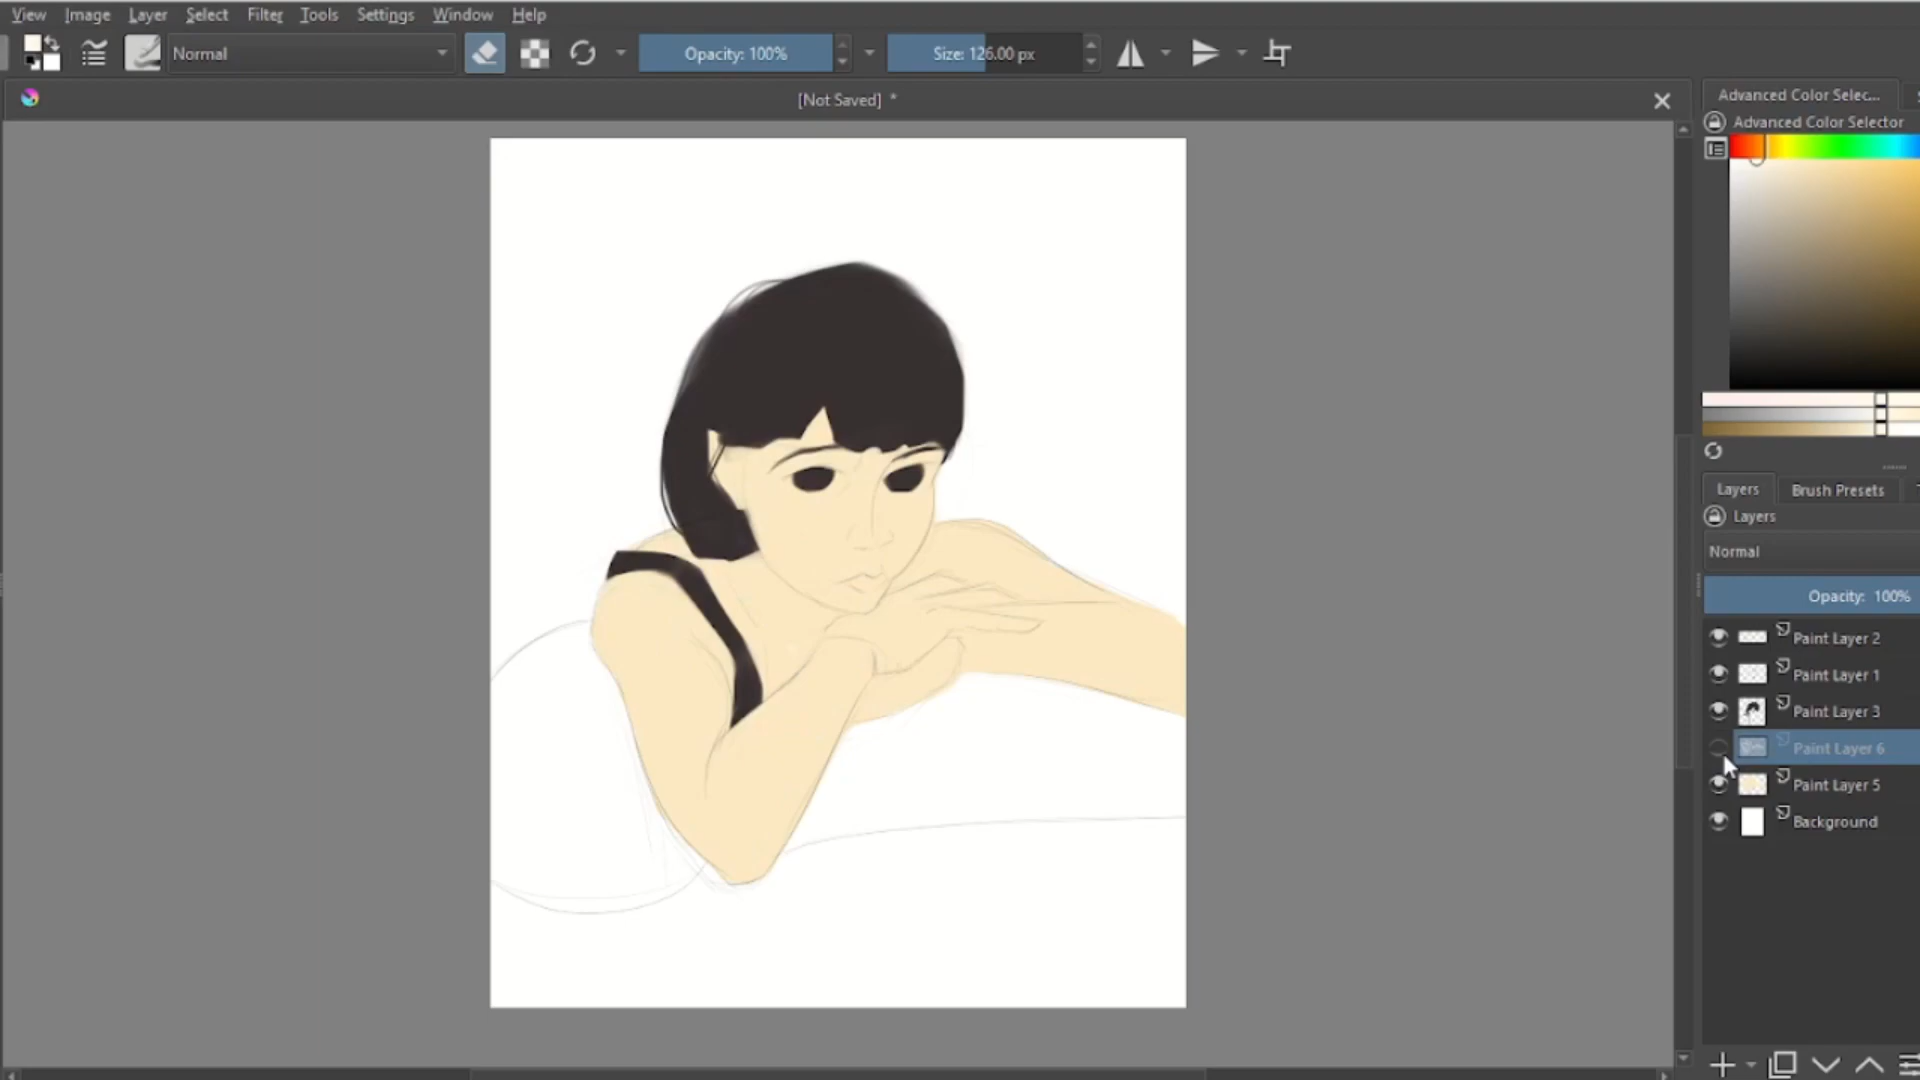 View Image Layer Select Filter Tools Settings Window Help
Normal Opacity: 100% Size: 126.00 px
[Not Saved] *
Advanced Color Selec...
Advanced Color Selector
Layers Brush Presets
Layers
Normal
Opacity: 100%
Paint Layer 2
Paint Layer 1
Paint Layer 3
Paint Layer 6
Paint Layer 5
Background